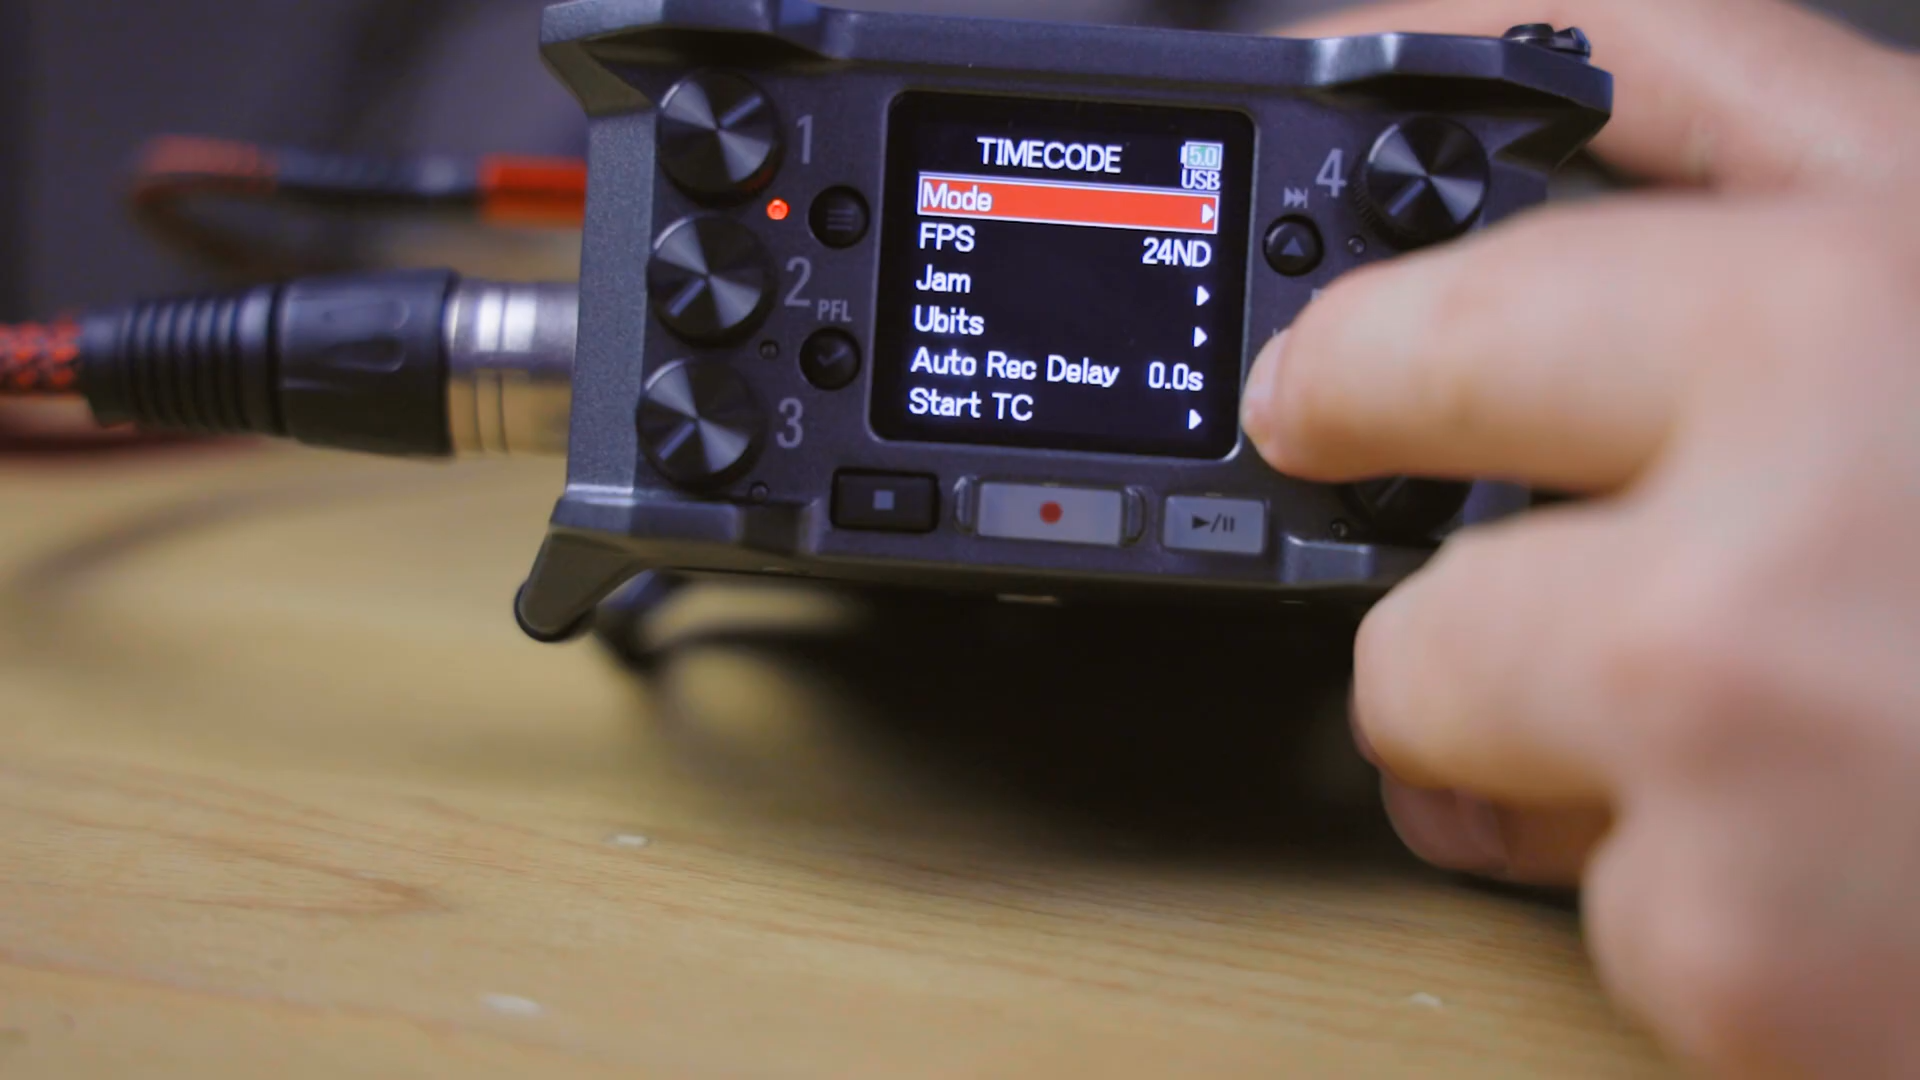 TIMECODE 5.0
USB
Mode
FPS 24ND
Jam
Ubits
Auto Rec Delay 0.0s
Start TC
1
2
PFL
3
4